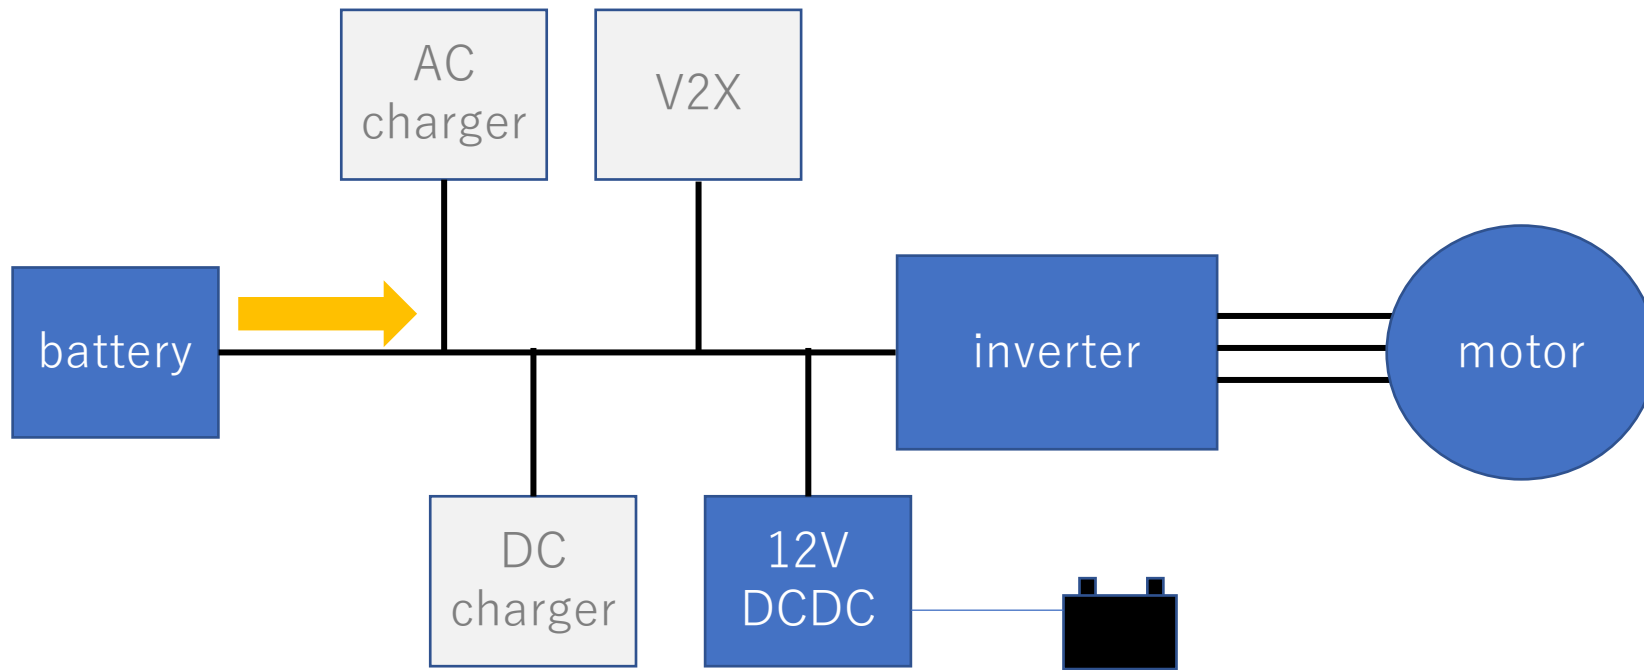 AC
charger
V2X
battery
inverter
motor
DC
charger
12V
DCDC